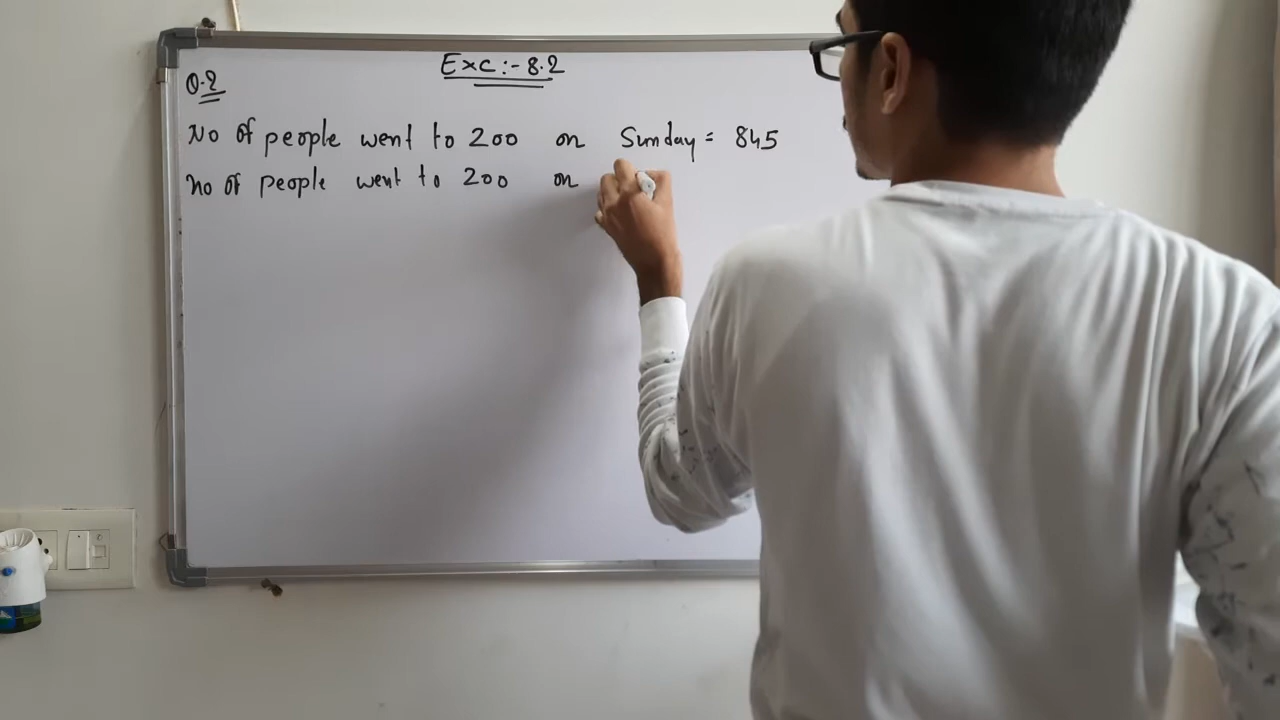 Exc:- 8.2
Q.2
No of people went to zoo on Sunday = 845
no of people went to zoo on